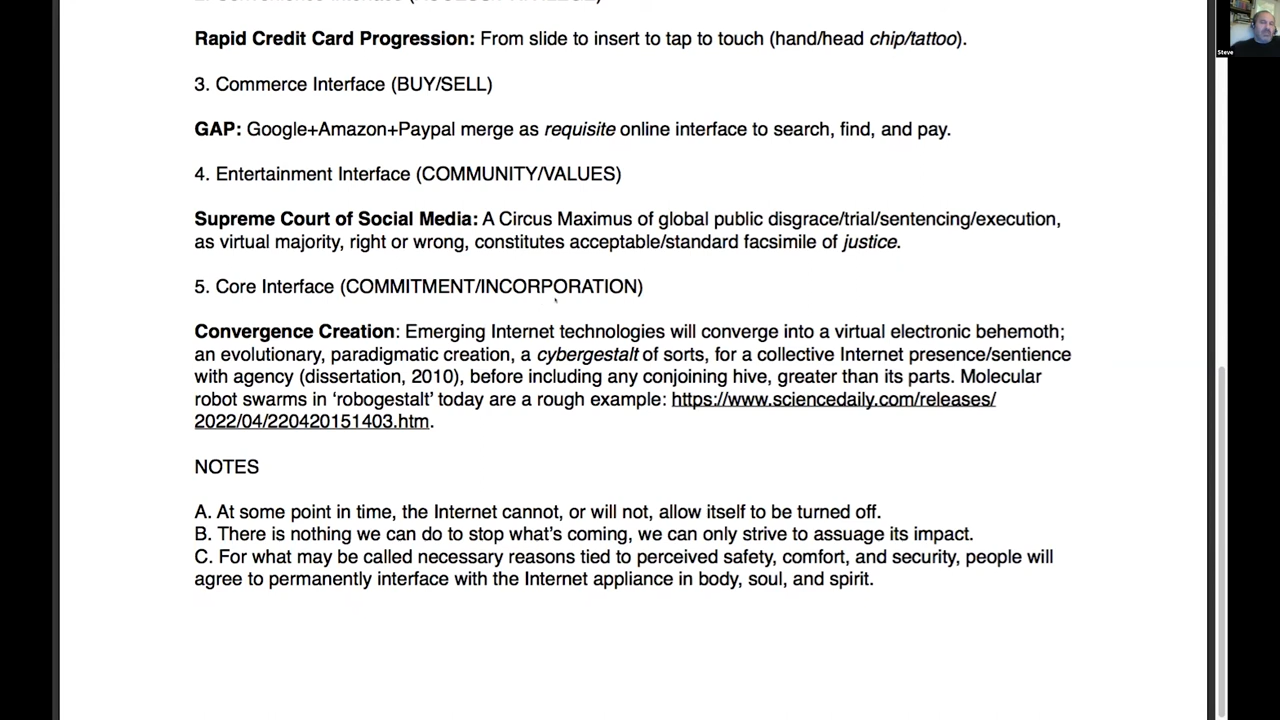 Rapid Credit Card Progression: From slide to insert to tap to touch (hand/head chip/tattoo).
3. Commerce Interface (BUY/SELL)
GAP: Google+Amazon+Paypal merge as requisite online interface to search, find, and pay.
4. Entertainment Interface (COMMUNITY/VALUES)
Supreme Court of Social Media: A Circus Maximus of global public disgrace/trial/sentencing/execution,
as virtual majority, right or wrong, constitutes acceptable/standard facsimile of justice.
5. Core Interface (COMMITMENT/INCORPORATION)
Convergence Creation: Emerging Internet technologies will converge into a virtual electronic behemoth;
an evolutionary, paradigmatic creation, a cybergestalt of sorts, for a collective Internet presence/sentience
with agency (dissertation, 2010), before including any conjoining hive, greater than its parts. Molecular
robot swarms in ‘robogestalt’ today are a rough example: https://www.sciencedaily.com/releases/
2022/04/220420151403.htm.
NOTES
A. At some point in time, the Internet cannot, or will not, allow itself to be turned off.
B. There is nothing we can do to stop what’s coming, we can only strive to assuage its impact.
C. For what may be called necessary reasons tied to perceived safety, comfort, and security, people will
agree to permanently interface with the Internet appliance in body, soul, and spirit.
Steve